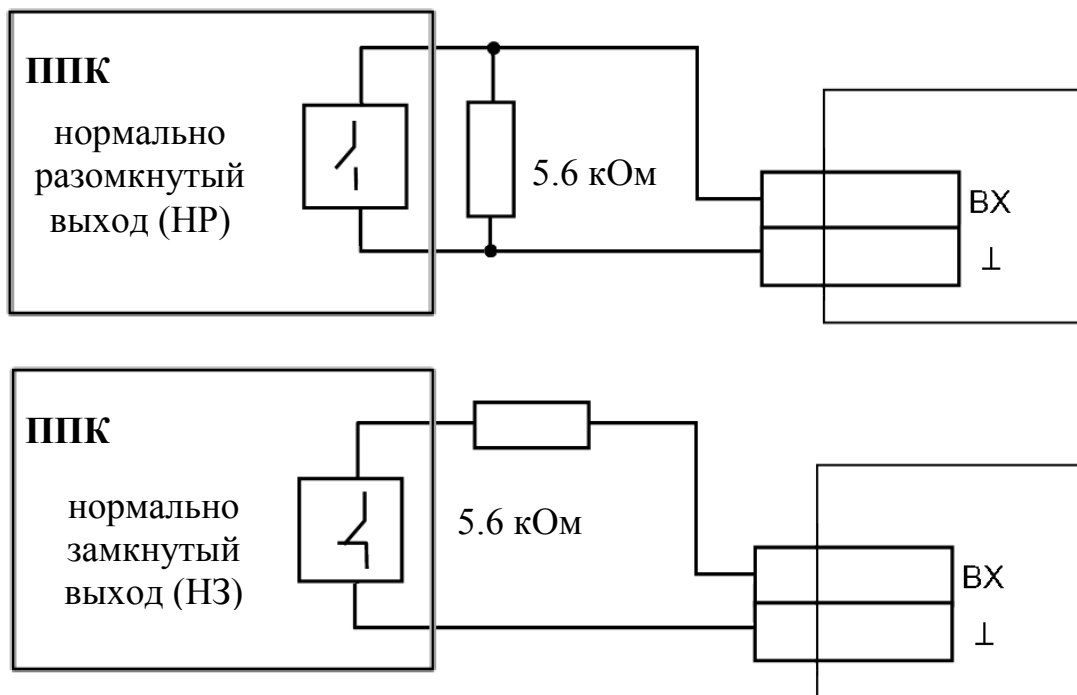 ППК
нормально
разомкнутый
выход (НР)
5.6 кОм
ВХ
⊥
ППК
нормально
замкнутый
выход (НЗ)
5.6 кОм
ВХ
⊥